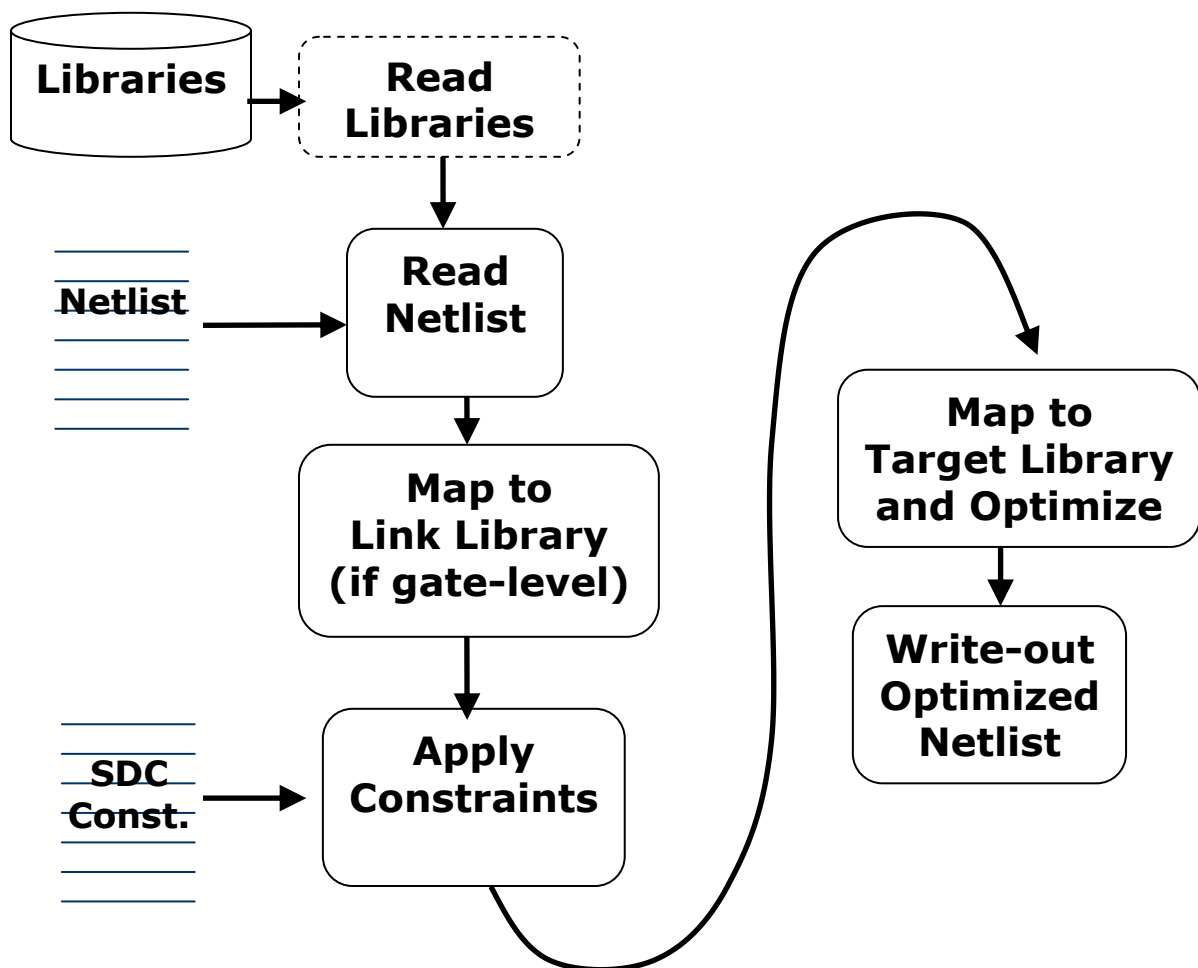 Libraries
Read
Libraries
Read
Netlist
Netlist
Map to
Link Library
(if gate-level)
SDC
Const.
Apply
Constraints
Map to
Target Library
and Optimize
Write-out
Optimized
Netlist